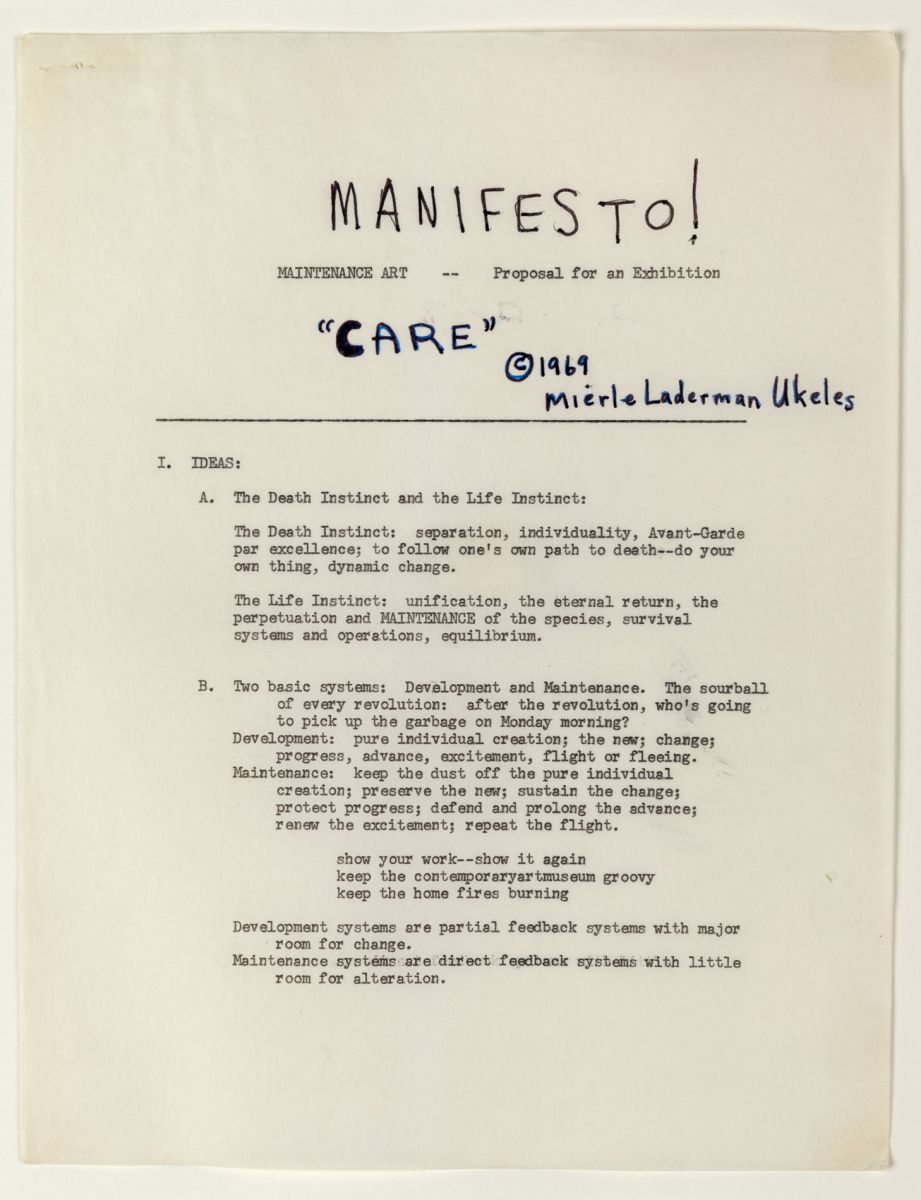 MANIFESTO!
MAINTENANCE ART -- Proposal for an Exhibition
"CARE"
©1969
Mierle Laderman Ukeles
I. IDEAS:
A. The Death Instinct and the Life Instinct:
The Death Instinct: separation, individuality, Avant-Garde
par excellence; to follow one's own path to death--do your
own thing, dynamic change.
The Life Instinct: unification, the eternal return, the
perpetuation and MAINTENANCE of the species, survival
systems and operations, equilibrium.
B. Two basic systems: Development and Maintenance. The sourball
of every revolution: after the revolution, who's going
to pick up the garbage on Monday morning?
Development: pure individual creation; the new; change;
progress, advance, excitement, flight or fleeing.
Maintenance: keep the dust off the pure individual
creation; preserve the new; sustain the change;
protect progress; defend and prolong the advance;
renew the excitement; repeat the flight.
show your work--show it again
keep the contemporaryartmuseum groovy
keep the home fires burning
Development systems are partial feedback systems with major
room for change.
Maintenance systems are direct feedback systems with little
room for alteration.